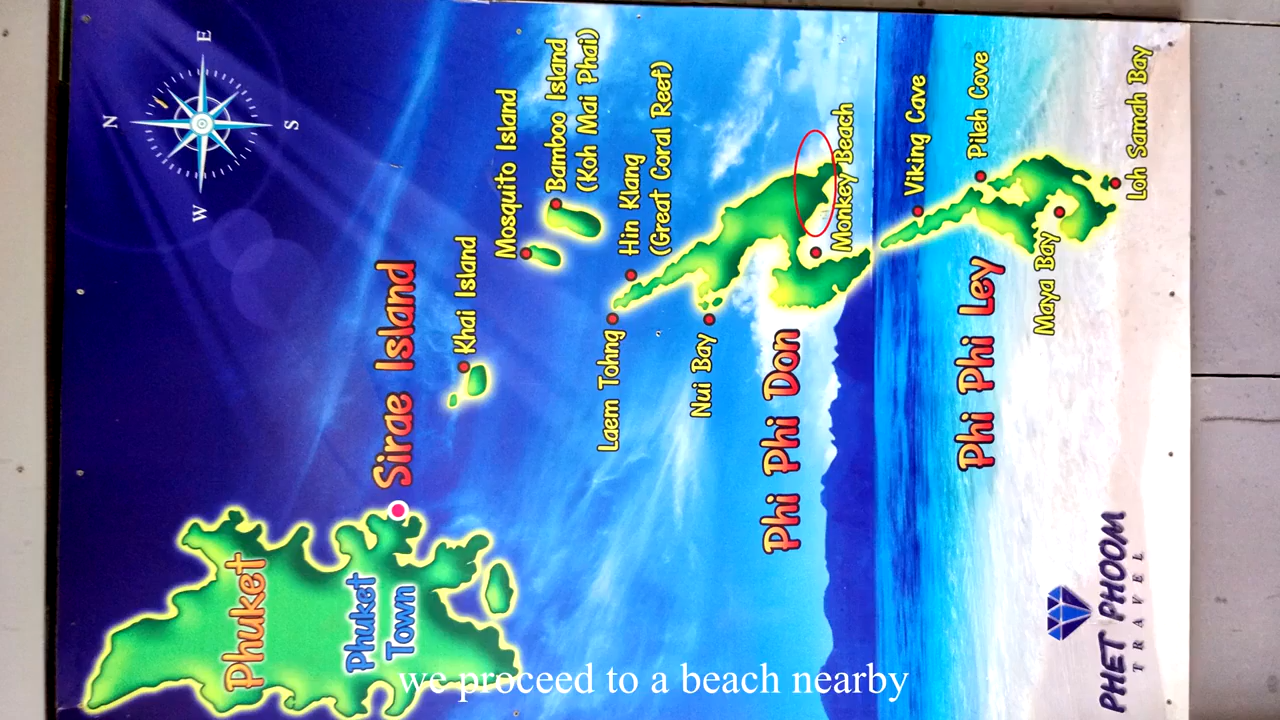 N
E
S
W
Phuket
Phuket
Town
Sirae Island
Khai Island
Mosquito Island
Bamboo Island
(Koh Mai Phai)
Hin Klang
(Great Coral Reef)
Laem Tohng
Nui Bay
Phi Phi Don
Monkey Beach
Viking Cave
Pileh Cove
Phi Phi Ley
Maya Bay
Loh Samah Bay
PHET PHOOM
TRAVEL
we proceed to a beach nearby